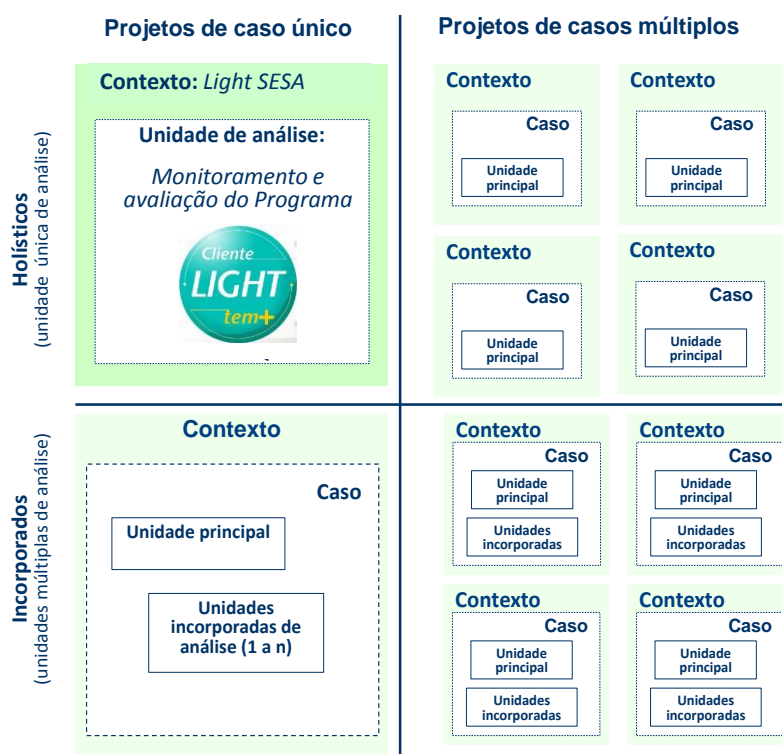 Projetos de caso único
Projetos de casos múltiplos
Holísticos
(unidade única de análise)
Contexto: Light SESA
Unidade de análise:
Monitoramento e
avaliação do Programa
Cliente
LIGHT
tem+
Contexto
Caso
Unidade
principal
Contexto
Caso
Unidade
principal
Contexto
Caso
Unidade
principal
Contexto
Caso
Unidade
principal
Incorporados
(unidades múltiplas de análise)
Contexto
Caso
Unidade principal
Unidades
incorporadas de
análise (1 a n)
Contexto
Caso
Unidade
principal
Unidades
incorporadas
Contexto
Caso
Unidade
principal
Unidades
incorporadas
Contexto
Caso
Unidade
principal
Unidades
incorporadas
Contexto
Caso
Unidade
principal
Unidades
incorporadas